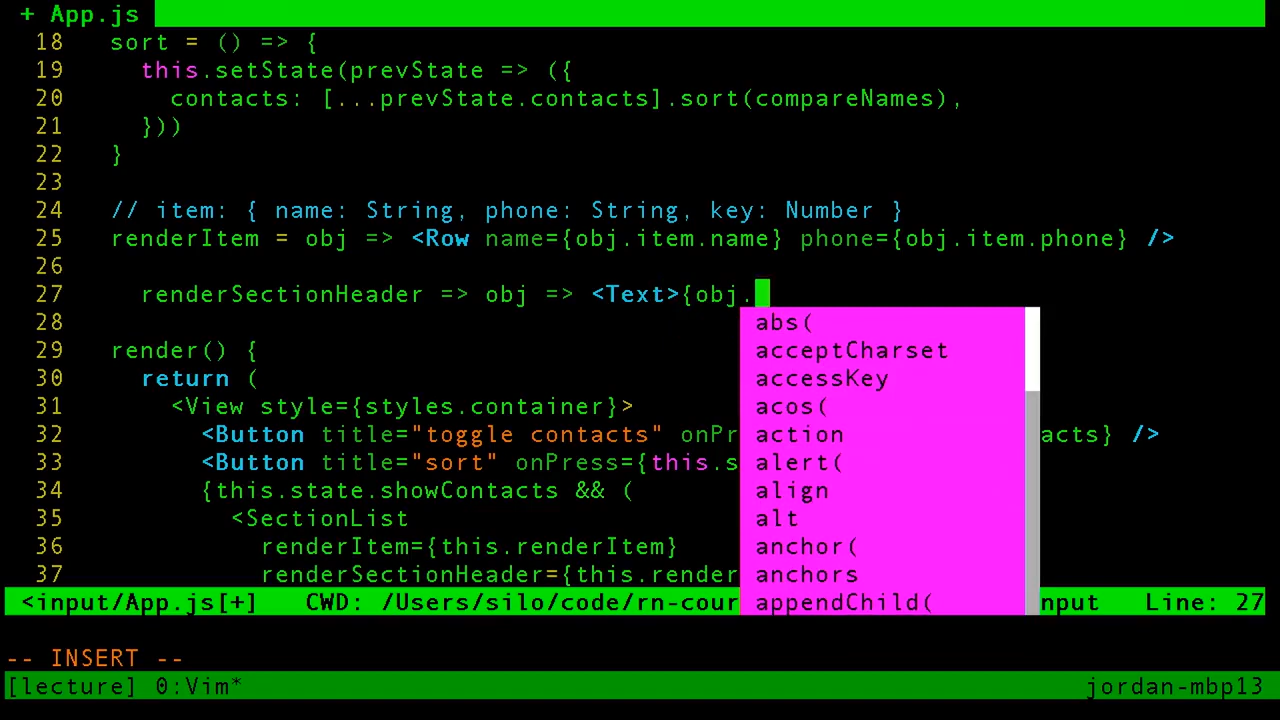 + App.js
18 sort = () => {
19 this.setState(prevState => ({
20 contacts: [...prevState.contacts].sort(compareNames),
21 }))
22 }
23
24 // item: { name: String, phone: String, key: Number }
25 renderItem = obj => <Row name={obj.item.name} phone={obj.item.phone} />
26
27 renderSectionHeader => obj => <Text>{obj.
28 abs(
29 render() { acceptCharset
30 return ( accessKey
31 <View style={styles.container}> acos(
32 <Button title="toggle contacts" onPr action acts} />
33 <Button title="sort" onPress={this.s alert(
34 {this.state.showContacts && ( align
35 <SectionList alt
36 renderItem={this.renderItem} anchor(
37 renderSectionHeader={this.render anchors
<input/App.js[+] CWD: /Users/silo/code/rn-cour appendChild( nput Line: 27
-- INSERT --
[lecture] 0:Vim* jordan-mbp13